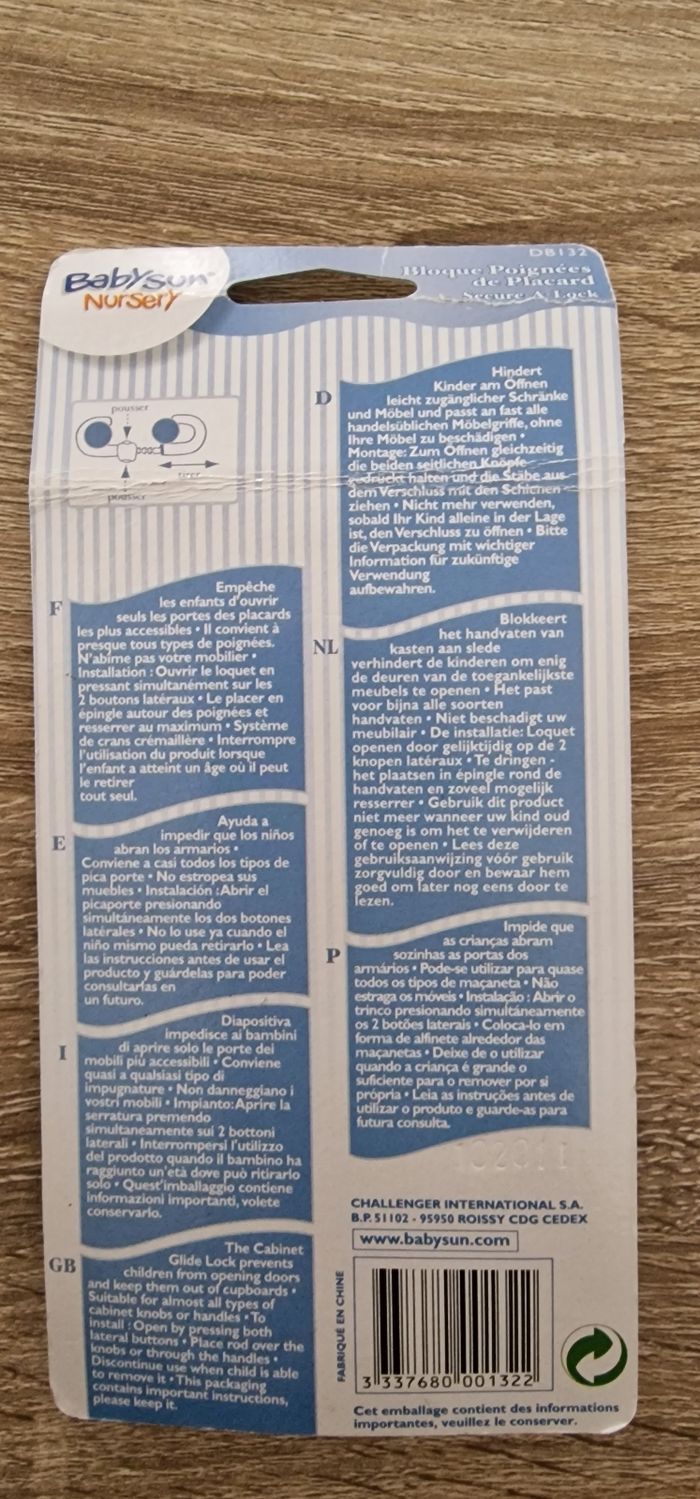 Babysun
Nursery
DB132
Bloque Poignées
de Placard
Secure A Lock
pousser
tirer
pousser
F
Empêche
les enfants d'ouvrir
seuls les portes des placards
les plus accessibles • Il convient à
presque tous types de poignées.
N'abime pas votre mobilier •
Installation : Ouvrir le loquet en
pressant simultanément sur les
2 boutons latéraux • Le placer en
épingle autour des poignées et
resserrer au maximum • Système
de crans crémaillère • Interrompre
l'utilisation du produit lorsque
l'enfant a atteint un âge où il peut
le retirer
tout seul.
E
Ayuda a
impedir que los niños
abran los armarios •
Conviene a casi todos los tipos de
pica porte • No estropea sus
muebles • Instalación :Abrir el
picaporte presionando
simultáneamente los dos botones
latérales • No lo use ya cuando el
niño mismo pueda retirarlo • Lea
las instrucciones antes de usar el
producto y guárdelas para poder
consultarlas en
un futuro.
I
Diapositiva
impedisce ai bambini
di aprire solo le porte dei
mobili più accessibili • Conviene
quasi a qualsiasi tipo di
impugnature • Non danneggiano i
vostri mobili • Impianto: Aprire la
serratura premendo
simultaneamente sui 2 bottoni
laterali • Interrompersi l'utilizzo
del prodotto quando il bambino ha
raggiunto un'età dove può ritirarlo
solo • Quest'imballaggio contiene
informazioni importanti, volete
conservarlo.
GB
The Cabinet
Glide Lock prevents
children from opening doors
and keep them out of cupboards •
Suitable for almost all types of
cabinet knobs or handles • To
install : Open by pressing both
lateral buttons • Place rod over the
knobs or through the handles •
Discontinue use when child is able
to remove it • This packaging
contains important instructions,
please keep it.
D
Hindert
Kinder am Öffnen
leicht zugänglicher Schränke
und Möbel und passt an fast alle
handelsüblichen Möbelgriffe, ohne
Ihre Möbel zu beschädigen •
Montage: Zum Öffnen gleichzeitig
die beiden seitlichen Knöpfe
gedrückt halten und die Stäbe aus
dem Verschluss mit den Schienen
ziehen • Nicht mehr verwenden,
sobald Ihr Kind alleine in der Lage
ist, den Verschluss zu öffnen • Bitte
die Verpackung mit wichtiger
Information für zukünftige
Verwendung
aufbewahren.
NL
Blokkeert
het handvaten van
kasten aan slede
verhindert de kinderen om enig
de deuren van de toegankelijkste
meubels te openen • Het past
voor bijna alle soorten
handvaten • Niet beschadigt uw
meubilair • De installatie: Loquet
openen door gelijktijdig op de 2
knopen latéraux • Te dringen -
het plaatsen in épingle rond de
handvaten en zoveel mogelijk
resserrer • Gebruik dit product
niet meer wanneer uw kind oud
genoeg is om het te verwijderen
of te openen • Lees deze
gebruiksaanwijzing vóór gebruik
zorgvuldig door en bewaar hem
goed om later nog eens door te
lezen.
P
Impide que
as crianças abram
sozinhas as portas dos
armários • Pode-se utilizar para quase
todos os tipos de maçaneta • Não
estraga os móveis • Instalação : Abrir o
trinco presionando simultáneamente
os 2 botões laterais • Coloca-lo em
forma de alfinete alrededor das
maçanetas • Deixe de o utilizar
quando a criança é grande o
suficiente para o remover por si
própria • Leia as instruções antes de
utilizar o produto e guarde-as para
futura consulta.
CHALLENGER INTERNATIONAL S.A.
B.P. 51102 - 95950 ROISSY CDG CEDEX
www.babysun.com
FABRIQUÉ EN CHINE
3 337680 001322
Cet emballage contient des informations
importantes, veuillez le conserver.